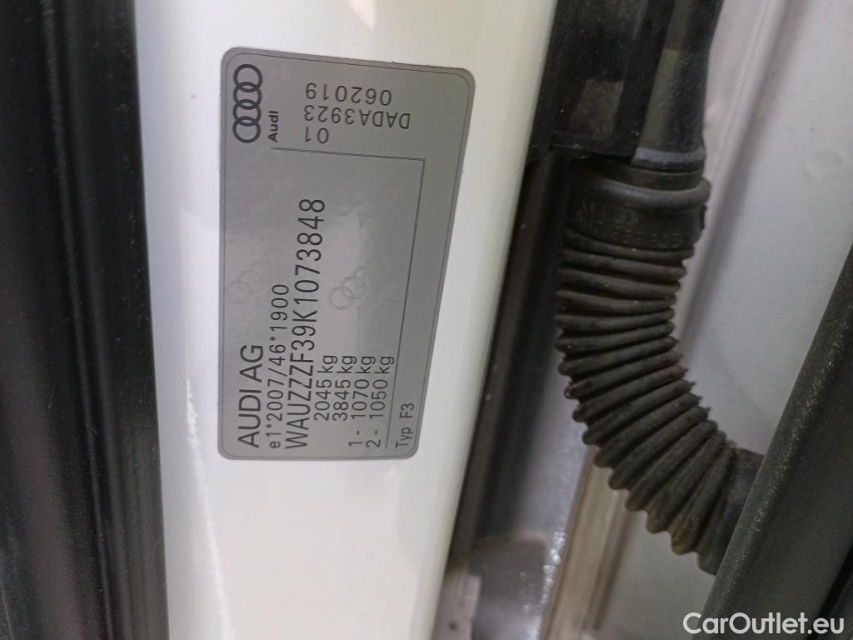 AUDI AG
e1*2007/46*1900
WAUZZZF39K1073848
2045 kg
3845 kg
1- 1070 kg
2- 1050 kg
Typ F3
Audi
01
DADA3923
062019
CarOutlet.eu